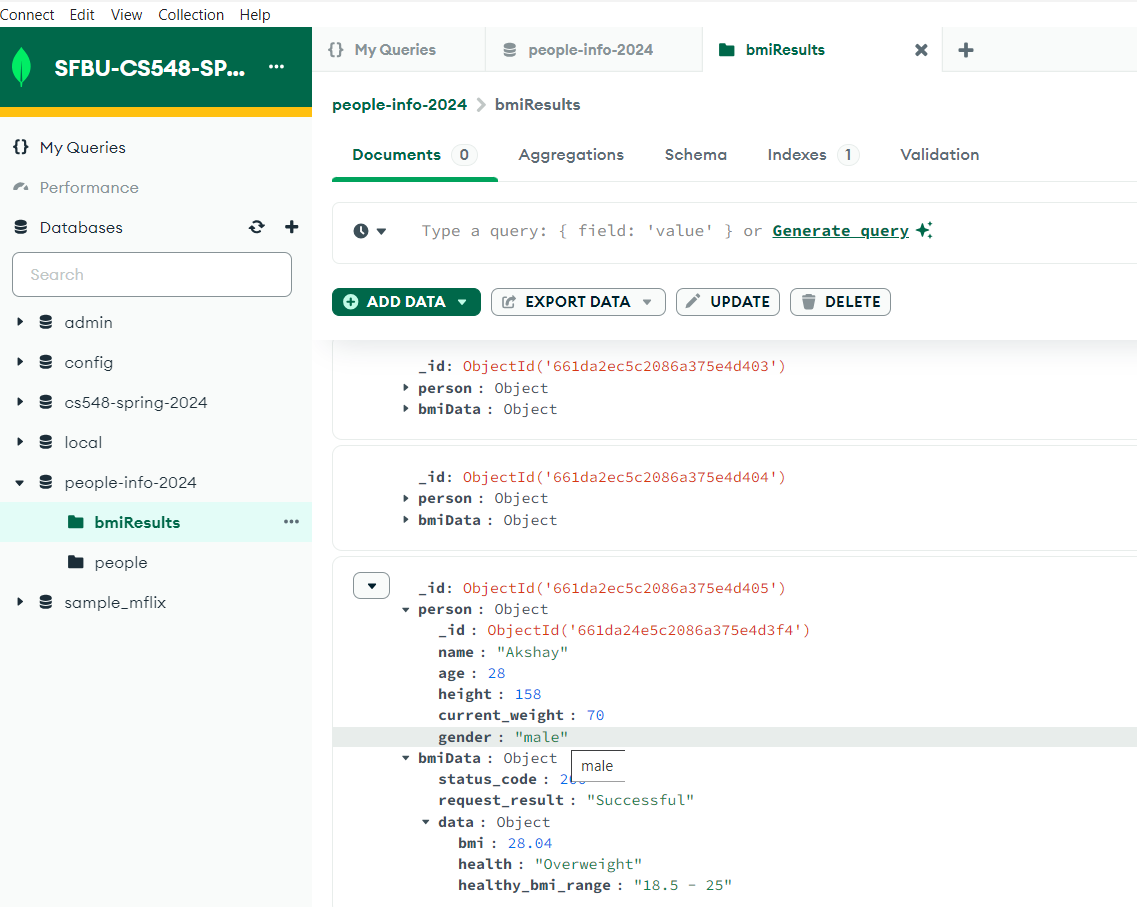 Connect Edit View Collection Help
SFBU-CS548-SP... ...
{} My Queries
people-info-2024
bmiResults
people-info-2024 > bmiResults
My Queries
Performance
Databases
Search
admin
config
cs548-spring-2024
local
people-info-2024
bmiResults ...
people
sample_mflix
Documents 0 Aggregations Schema Indexes 1 Validation
Type a query: { field: 'value' } or Generate query
ADD DATA EXPORT DATA UPDATE DELETE
_id: ObjectId('661da2ec5c2086a375e4d403')
person : Object
bmiData : Object
_id: ObjectId('661da2ec5c2086a375e4d404')
person : Object
bmiData : Object
_id: ObjectId('661da2ec5c2086a375e4d405')
person : Object
_id : ObjectId('661da24e5c2086a375e4d3f4')
name : "Akshay"
age : 28
height : 158
current_weight : 70
gender : "male"
bmiData : Object
male
status_code :
request_result : "Successful"
data : Object
bmi : 28.04
health : "Overweight"
healthy_bmi_range : "18.5 - 25"